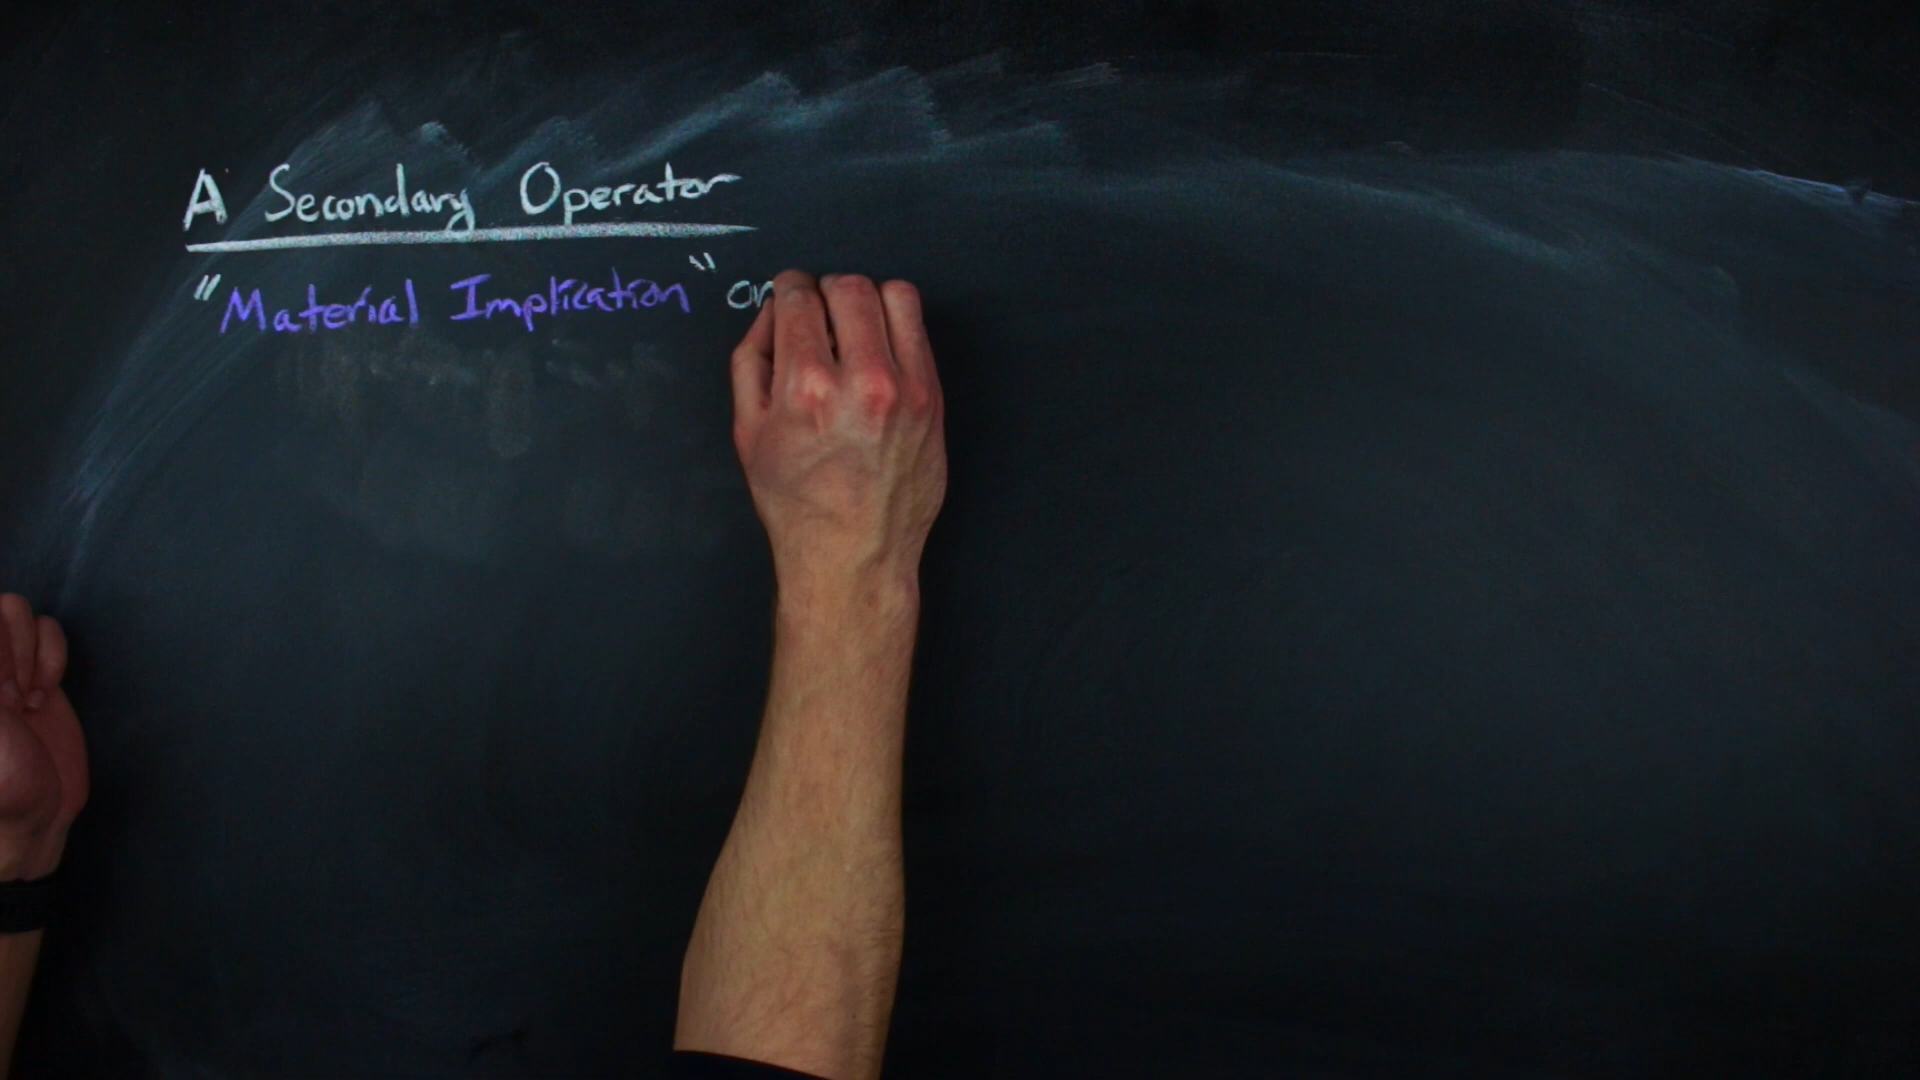 A Secondary Operator
"Material Implication" or